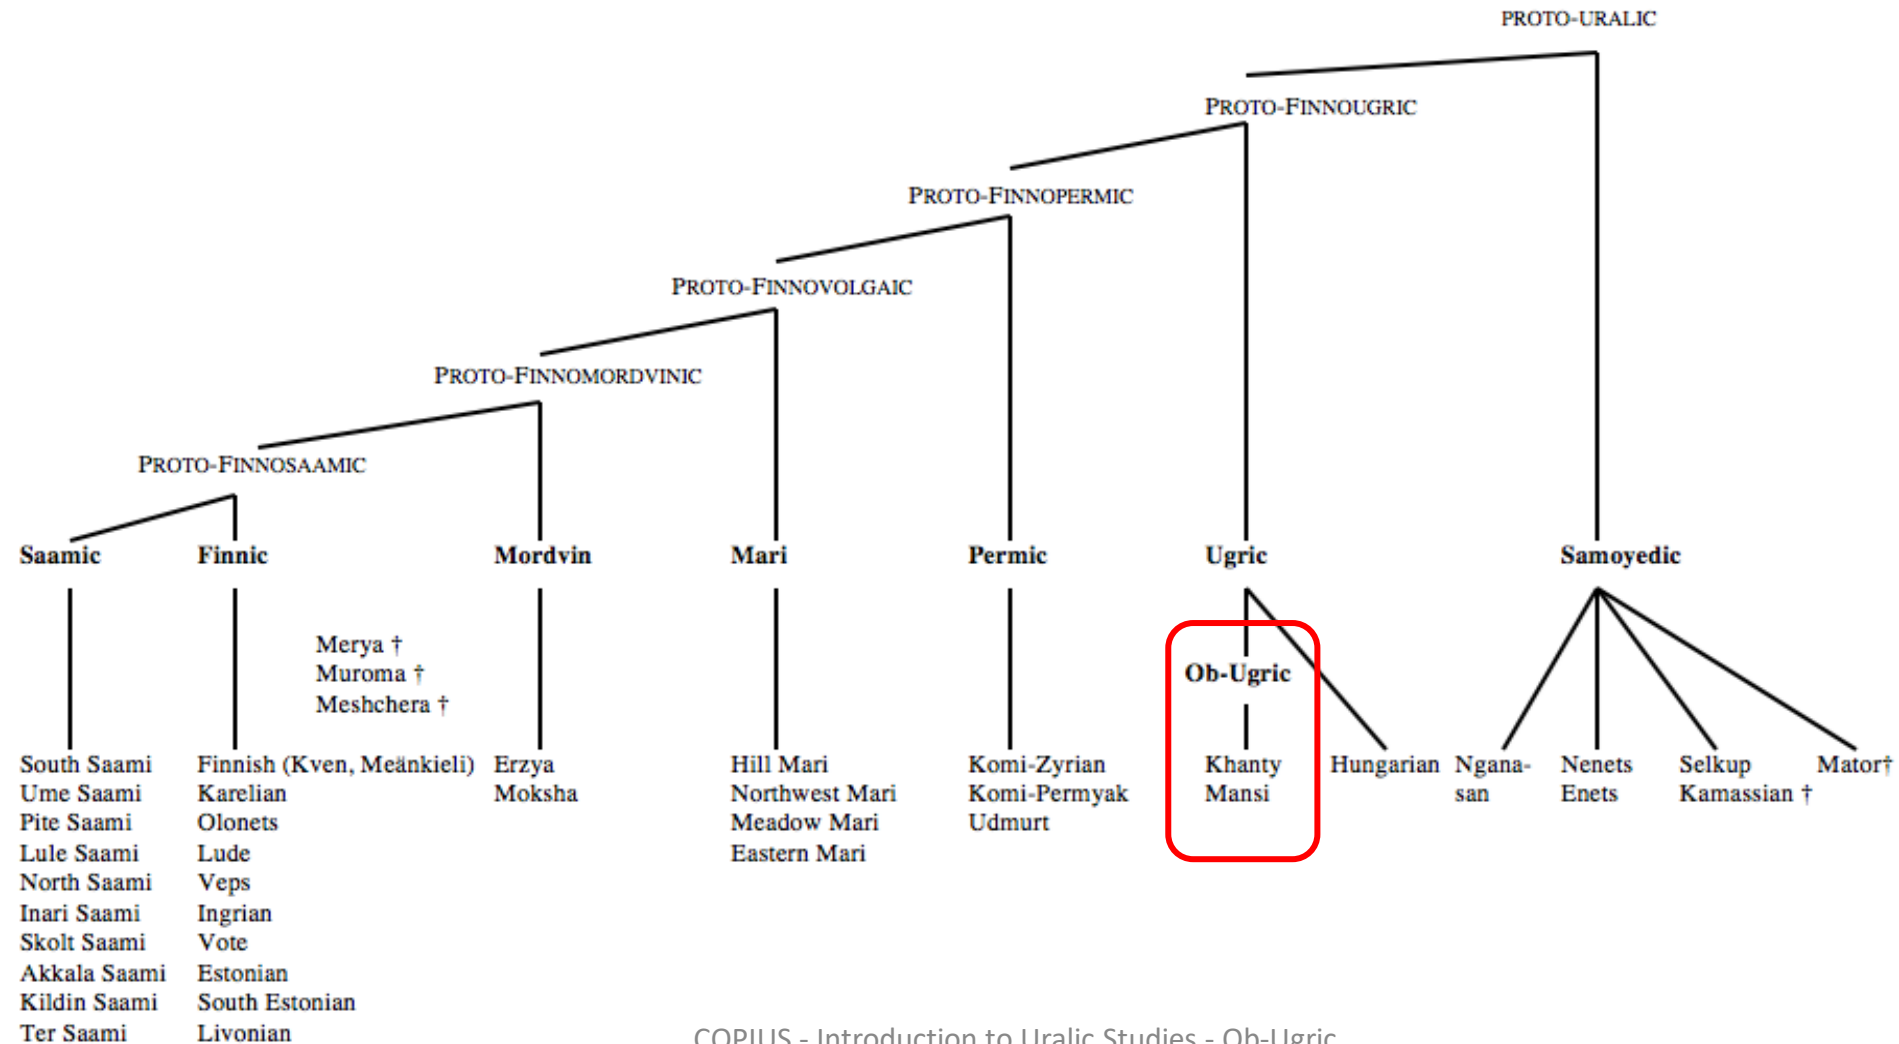 PROTO-URALIC
PROTO-FINNOUGRIC
PROTO-FINNOPERMIC
PROTO-FINNOVOLGAIC
PROTO-FINNOMORDVINIC
PROTO-FINNOSAAMIC
Saamic Finnic Mordvin Mari Permic Ugric Samoyedic
Merya †
Muroma †
Meshchera †
Ob-Ugric
South Saami Finnish (Kven, Meänkieli) Erzya Hill Mari Komi-Zyrian Khanty Hungarian Ngana- Nenets Selkup Mator†
Ume Saami Karelian Moksha Northwest Mari Komi-Permyak Mansi san Enets Kamassian †
Pite Saami Olonets Meadow Mari Udmurt
Lule Saami Lude Eastern Mari
North Saami Veps
Inari Saami Ingrian
Skolt Saami Vote
Akkala Saami Estonian
Kildin Saami South Estonian
Ter Saami Livonian
COPIUS - Introduction to Uralic Studies - Ob-Ugric